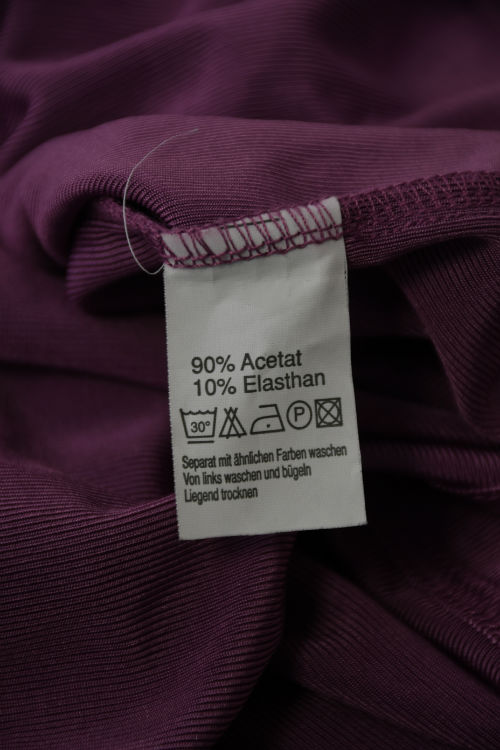 90% Acetat
10% Elasthan
30°
P
Separat mit ähnlichen Farben waschen
Von links waschen und bügeln
Liegend trocknen